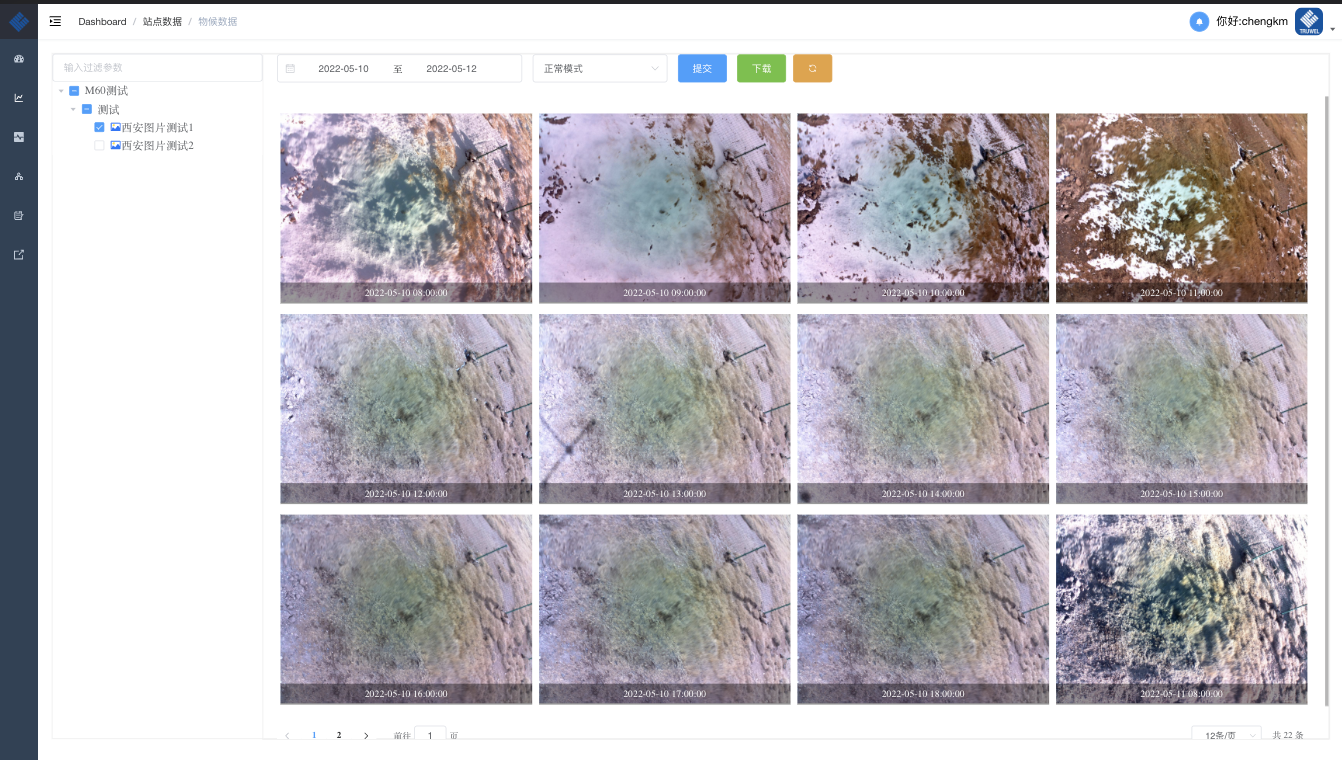 Dashboard / 站点数据 / 物候数据
你好:chengkm
TRUWEL
输入过滤参数
2022-05-10 至 2022-05-12
正常模式
提交
下载
M60测试
测试
西安图片测试1
西安图片测试2
2022-05-10 08:00:00
2022-05-10 09:00:00
2022-05-10 10:00:00
2022-05-10 11:00:00
2022-05-10 12:00:00
2022-05-10 13:00:00
2022-05-10 14:00:00
2022-05-10 15:00:00
2022-05-10 16:00:00
2022-05-10 17:00:00
2022-05-10 18:00:00
2022-05-11 08:00:00
1 2 前往 1 页
12条/页 共 22 条